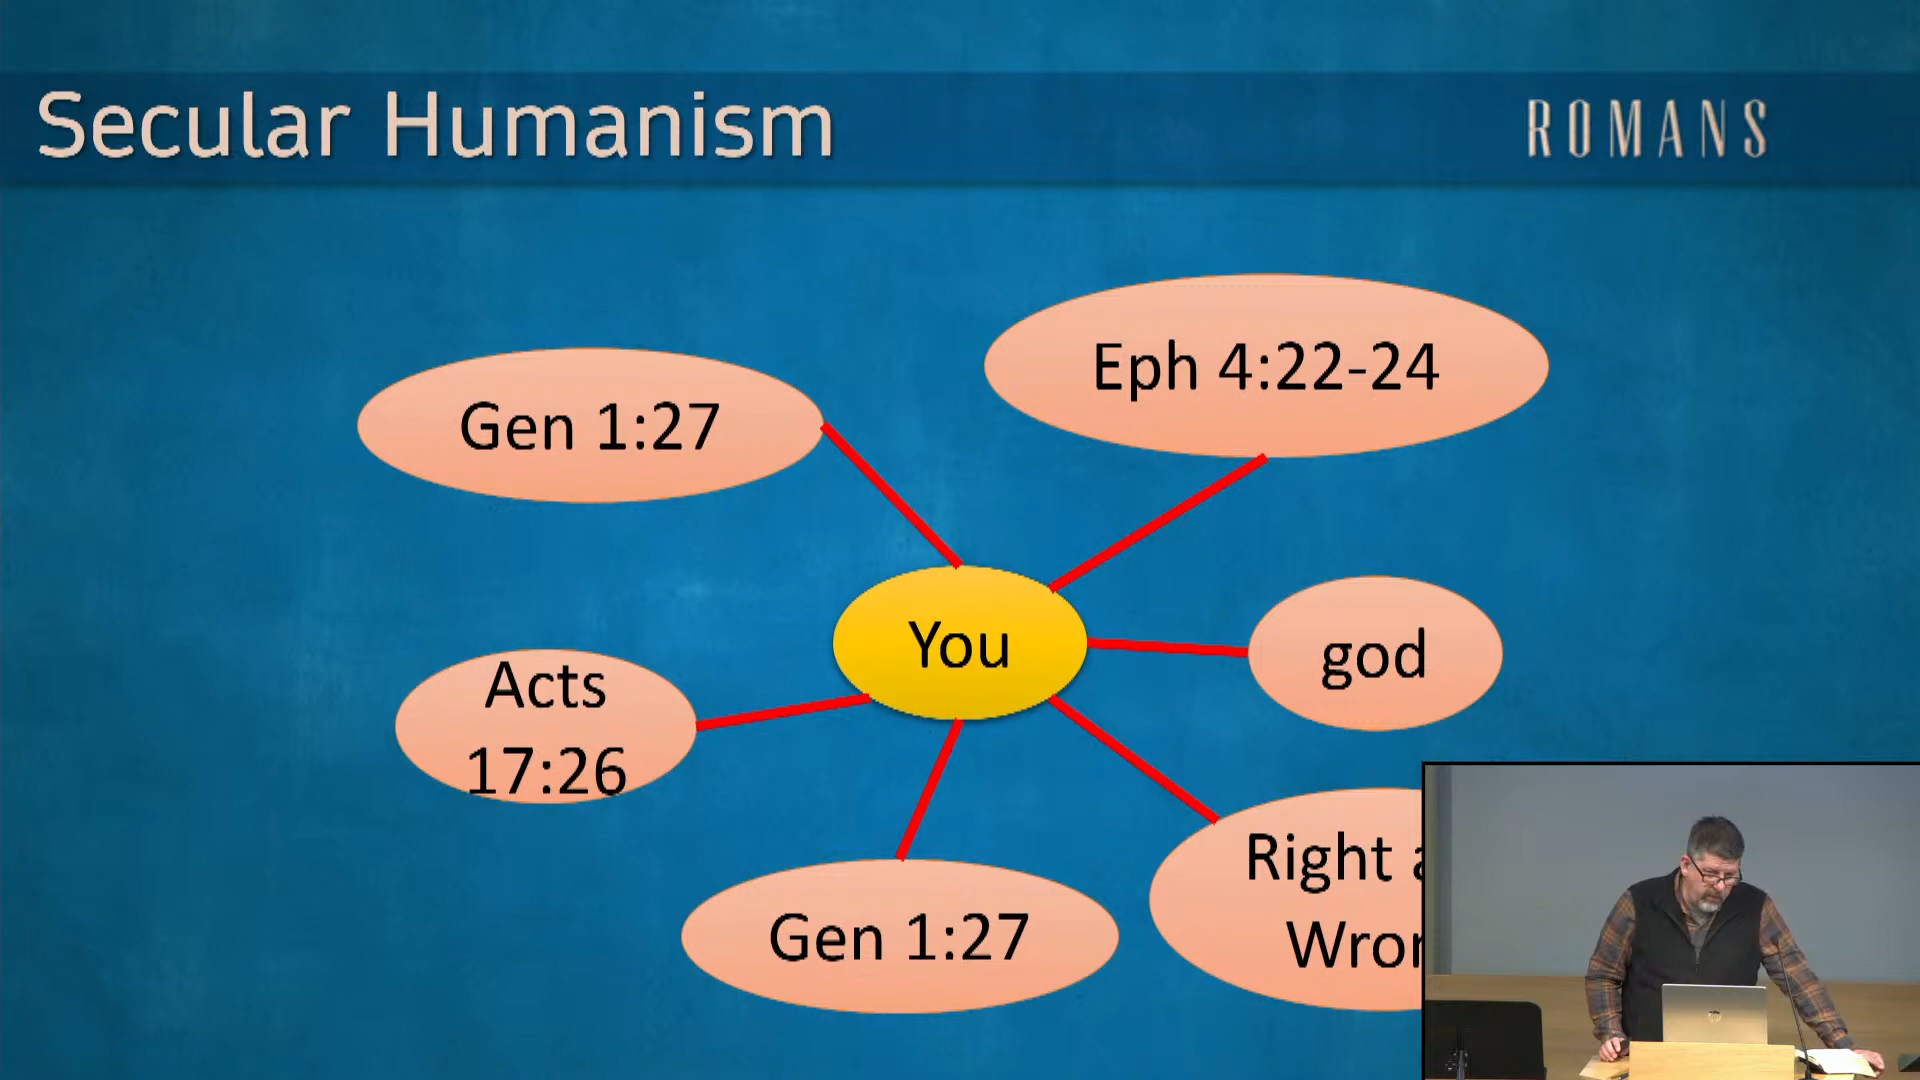 Secular Humanism
ROMANS
Eph 4:22-24
Gen 1:27
You
god
Acts
17:26
Right
Gen 1:27